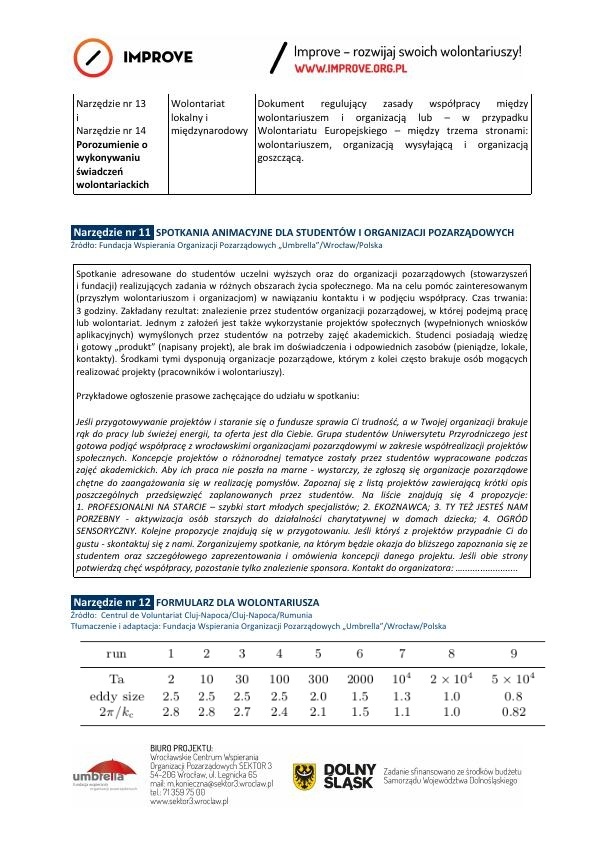 IMPROVE
Improve – rozwijaj swoich wolontariuszy!
WWW.IMPROVE.ORG.PL
Narzędzie nr 13
i
Narzędzie nr 14
Porozumienie o
wykonywaniu
świadczeń
wolontariackich
Wolontariat
lokalny i
międzynarodowy
Dokument regulujący zasady współpracy między
wolontariuszem i organizacją lub – w przypadku
Wolontariatu Europejskiego – między trzema stronami:
wolontariuszem, organizacją wysyłającą i organizacją
goszczącą.
Narzędzie nr 11 SPOTKANIA ANIMACYJNE DLA STUDENTÓW I ORGANIZACJI POZARZĄDOWYCH
Źródło: Fundacja Wspierania Organizacji Pozarządowych „Umbrella”/Wrocław/Polska
Spotkanie adresowane do studentów uczelni wyższych oraz do organizacji pozarządowych (stowarzyszeń
i fundacji) realizujących zadania w różnych obszarach życia społecznego. Ma na celu pomóc zainteresowanym
(przyszłym wolontariuszom i organizacjom) w nawiązaniu kontaktu i w podjęciu współpracy. Czas trwania:
3 godziny. Zakładany rezultat: znalezienie przez studentów organizacji pozarządowej, w której podejmą pracę
lub wolontariat. Jednym z założeń jest także wykorzystanie projektów społecznych (wypełnionych wniosków
aplikacyjnych) wymyślonych przez studentów na potrzeby zajęć akademickich. Studenci posiadają wiedzę
i gotowy „produkt” (napisany projekt), ale brak im doświadczenia i odpowiednich zasobów (pieniądze, lokale,
kontakty). Środkami tymi dysponują organizacje pozarządowe, którym z kolei często brakuje osób mogących
realizować projekty (pracowników i wolontariuszy).
Przykładowe ogłoszenie prasowe zachęcające do udziału w spotkaniu:
Jeśli przygotowywanie projektów i staranie się o fundusze sprawia Ci trudność, a w Twojej organizacji brakuje
rąk do pracy lub świeżej energii, ta oferta jest dla Ciebie. Grupa studentów Uniwersytetu Przyrodniczego jest
gotowa podjąć współpracę z wrocławskimi organizacjami pozarządowymi w zakresie współrealizacji projektów
społecznych. Koncepcje projektów o różnorodnej tematyce zostały przez studentów wypracowane podczas
zajęć akademickich. Aby ich praca nie poszła na marne - wystarczy, że zgłoszą się organizacje pozarządowe
chętne do zaangażowania się w realizację pomysłów. Zapoznaj się z listą projektów zawierającą krótki opis
poszczególnych przedsięwzięć zaplanowanych przez studentów. Na liście znajdują się 4 propozycje:
1. PROFESJONALNI NA STARCIE – szybki start młodych specjalistów; 2. EKOZNAWCA; 3. TY TEŻ JESTEŚ NAM
PORZEBNY - aktywizacja osób starszych do działalności charytatywnej w domach dziecka; 4. OGRÓD
SENSORYCZNY. Kolejne propozycje znajdują się w przygotowaniu. Jeśli któryś z projektów przypadnie Ci do
gustu - skontaktuj się z nami. Zorganizujemy spotkanie, na którym będzie okazja do bliższego zapoznania się ze
studentem oraz szczegółowego zaprezentowania i omówienia koncepcji danego projektu. Jeśli obie strony
potwierdzą chęć współpracy, pozostanie tylko znalezienie sponsora. Kontakt do organizatora: ........................
Narzędzie nr 12 FORMULARZ DLA WOLONTARIUSZA
Źródło: Centrul de Voluntariat Cluj-Napoca/Cluj-Napoca/Rumunia
Tłumaczenie i adaptacja: Fundacja Wspierania Organizacji Pozarządowych „Umbrella”/Wrocław/Polska
run 1 2 3 4 5 6 7 8 9
Ta 2 10 30 100 300 2000 10⁴ 2 × 10⁴ 5 × 10⁴
eddy size 2.5 2.5 2.5 2.5 2.0 1.5 1.3 1.0 0.8
2π/k_c 2.8 2.8 2.7 2.4 2.1 1.5 1.1 1.0 0.82
umbrella
fundacja wspierania
organizacji pozarządowych
BIURO PROJEKTU:
Wrocławskie Centrum Wspierania
Organizacji Pozarządowych SEKTOR 3
54-206 Wrocław, ul. Legnicka 65
mail: m.konieczna@sektor3.wroclaw.pl
tel.: 71 359 75 00
www.sektor3.wroclaw.pl
DOLNY
ŚLĄSK
Zadanie sfinansowano ze środków budżetu
Samorządu Województwa Dolnośląskiego